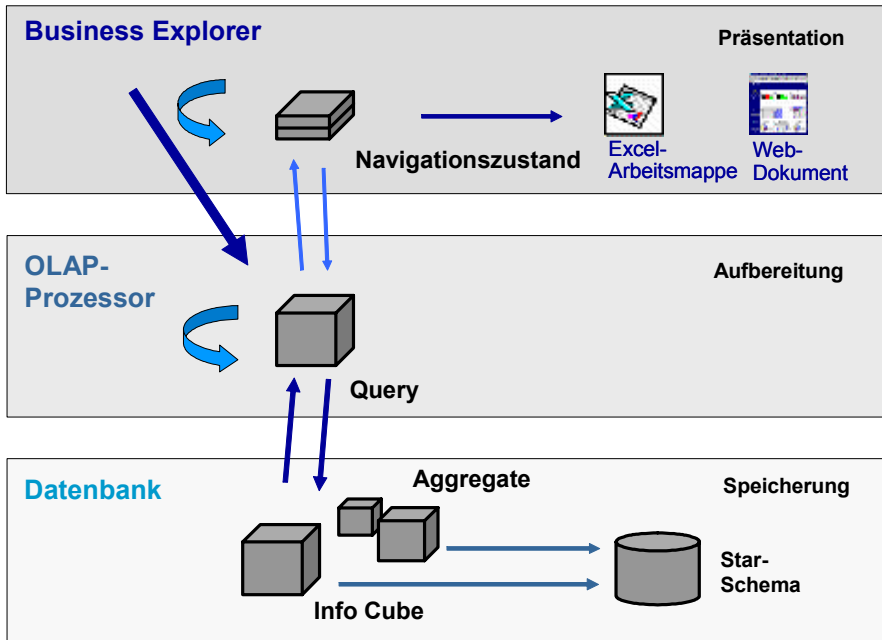 Business Explorer
Präsentation
Navigationszustand
Excel-
Arbeitsmappe
Web-
Dokument
OLAP-
Prozessor
Aufbereitung
Query
Datenbank
Aggregate
Speicherung
Info Cube
Star-
Schema